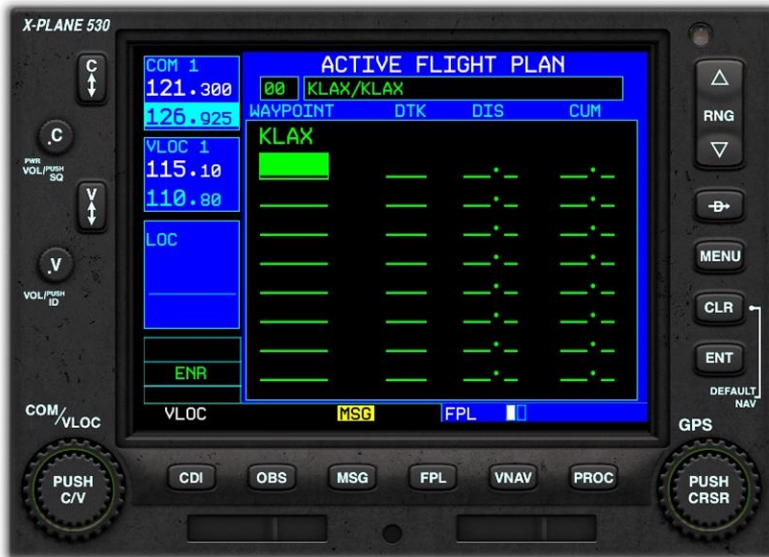 X-PLANE 530
C
.C
PWR
VOL/PUSH
SQ
V
.V
VOL/PUSH
ID
COM/VLOC
PUSH
C/V
COM 1
121.300
126.925
VLOC 1
115.10
110.80
LOC
ENR
VLOC
ACTIVE FLIGHT PLAN
00 KLAX/KLAX
WAYPOINT DTK DIS CUM
KLAX
MSG
FPL
CDI OBS MSG FPL VNAV PROC
RNG
D
MENU
CLR
ENT
DEFAULT
NAV
GPS
PUSH
CRSR